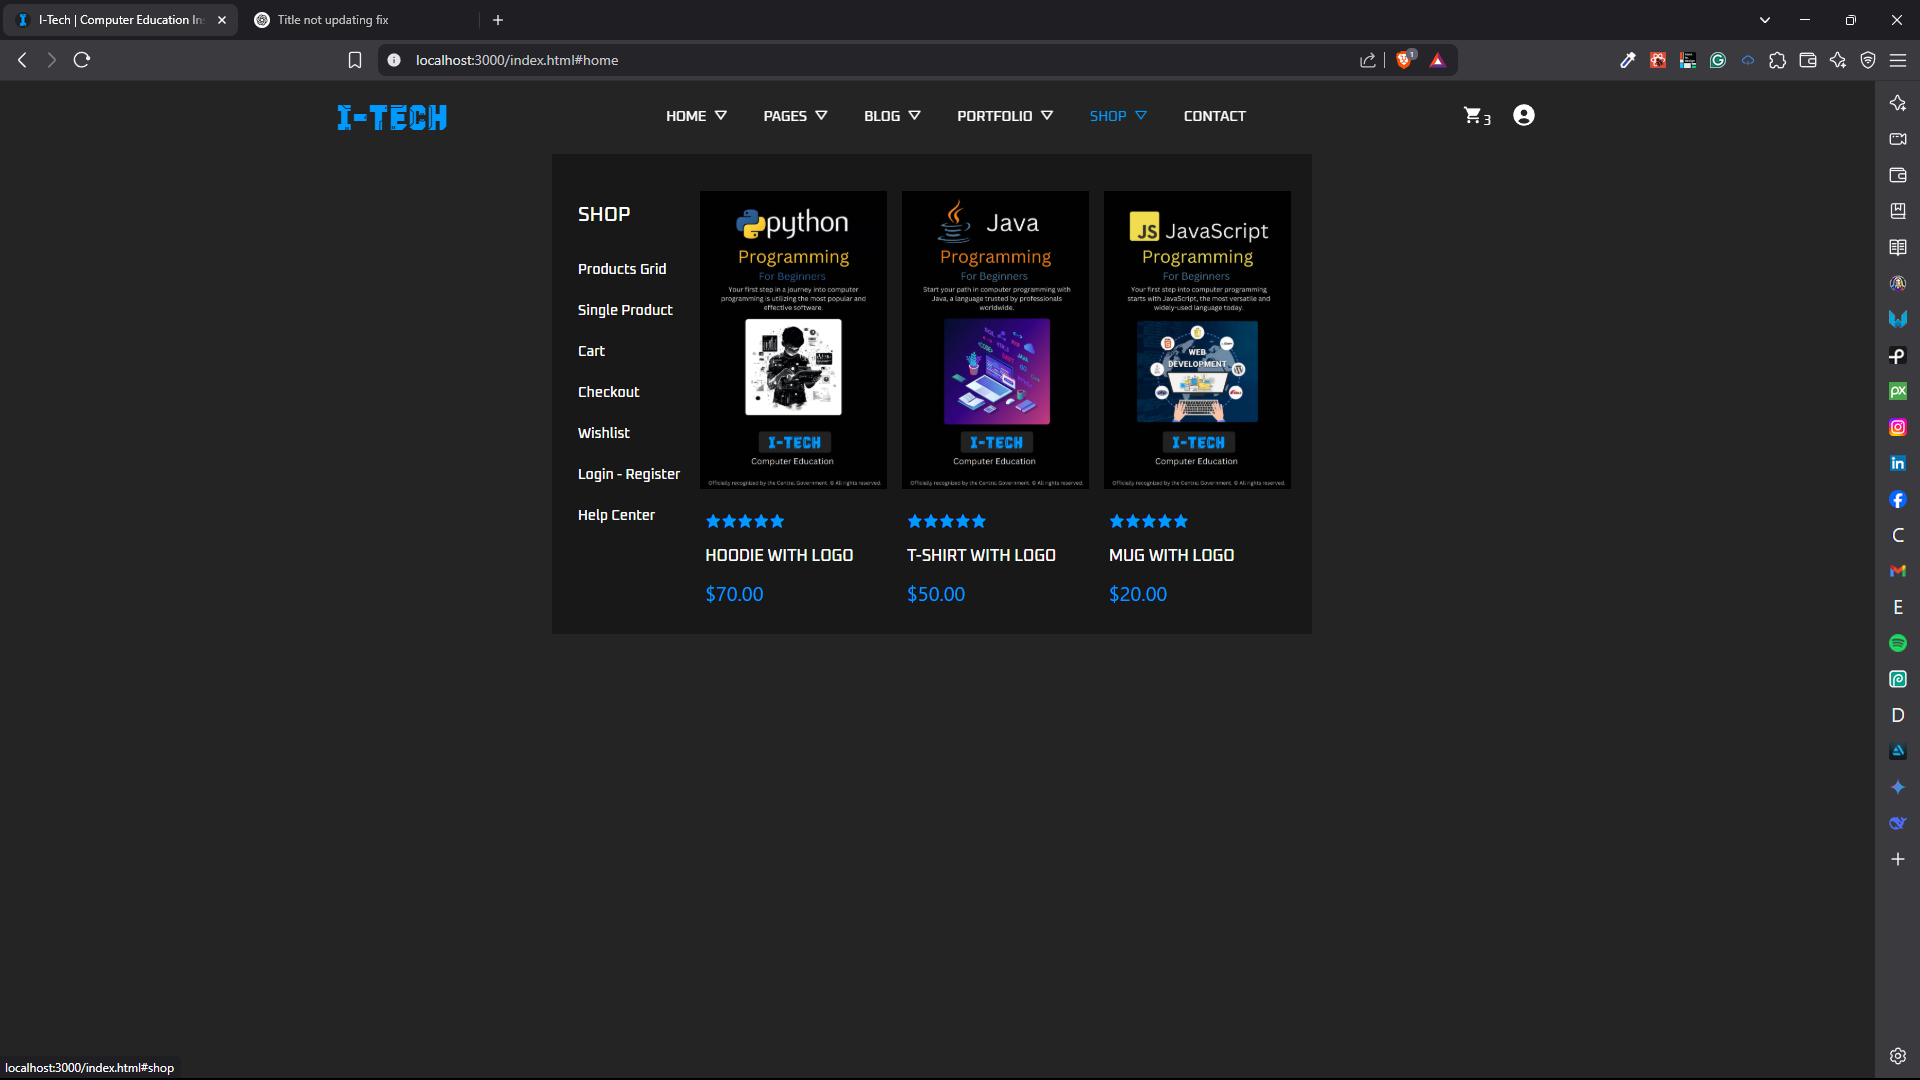 I-Tech | Computer Education In
Title not updating fix
localhost:3000/index.html#home
1
I-TECH
HOME
PAGES
BLOG
PORTFOLIO
SHOP
CONTACT
3
SHOP
Products Grid
Single Product
Cart
Checkout
Wishlist
Login - Register
Help Center
python
Programming
For Beginners
Your first step in a journey into computer
programming is utilizing the most popular and
effective software.
I-TECH
Computer Education
Officially recognized by the Central Government. © All rights reserved.
HOODIE WITH LOGO
$70.00
Java
Programming
For Beginners
Start your path in computer programming with
Java, a language trusted by professionals
worldwide.
I-TECH
Computer Education
Officially recognized by the Central Government. © All rights reserved.
T-SHIRT WITH LOGO
$50.00
JS JavaScript
Programming
For Beginners
Your first step into computer programming
starts with JavaScript, the most versatile and
widely-used language today.
WEB
DEVELOPMENT
I-TECH
Computer Education
Officially recognized by the Central Government. © All rights reserved.
MUG WITH LOGO
$20.00
px
in
C
E
D
localhost:3000/index.html#shop